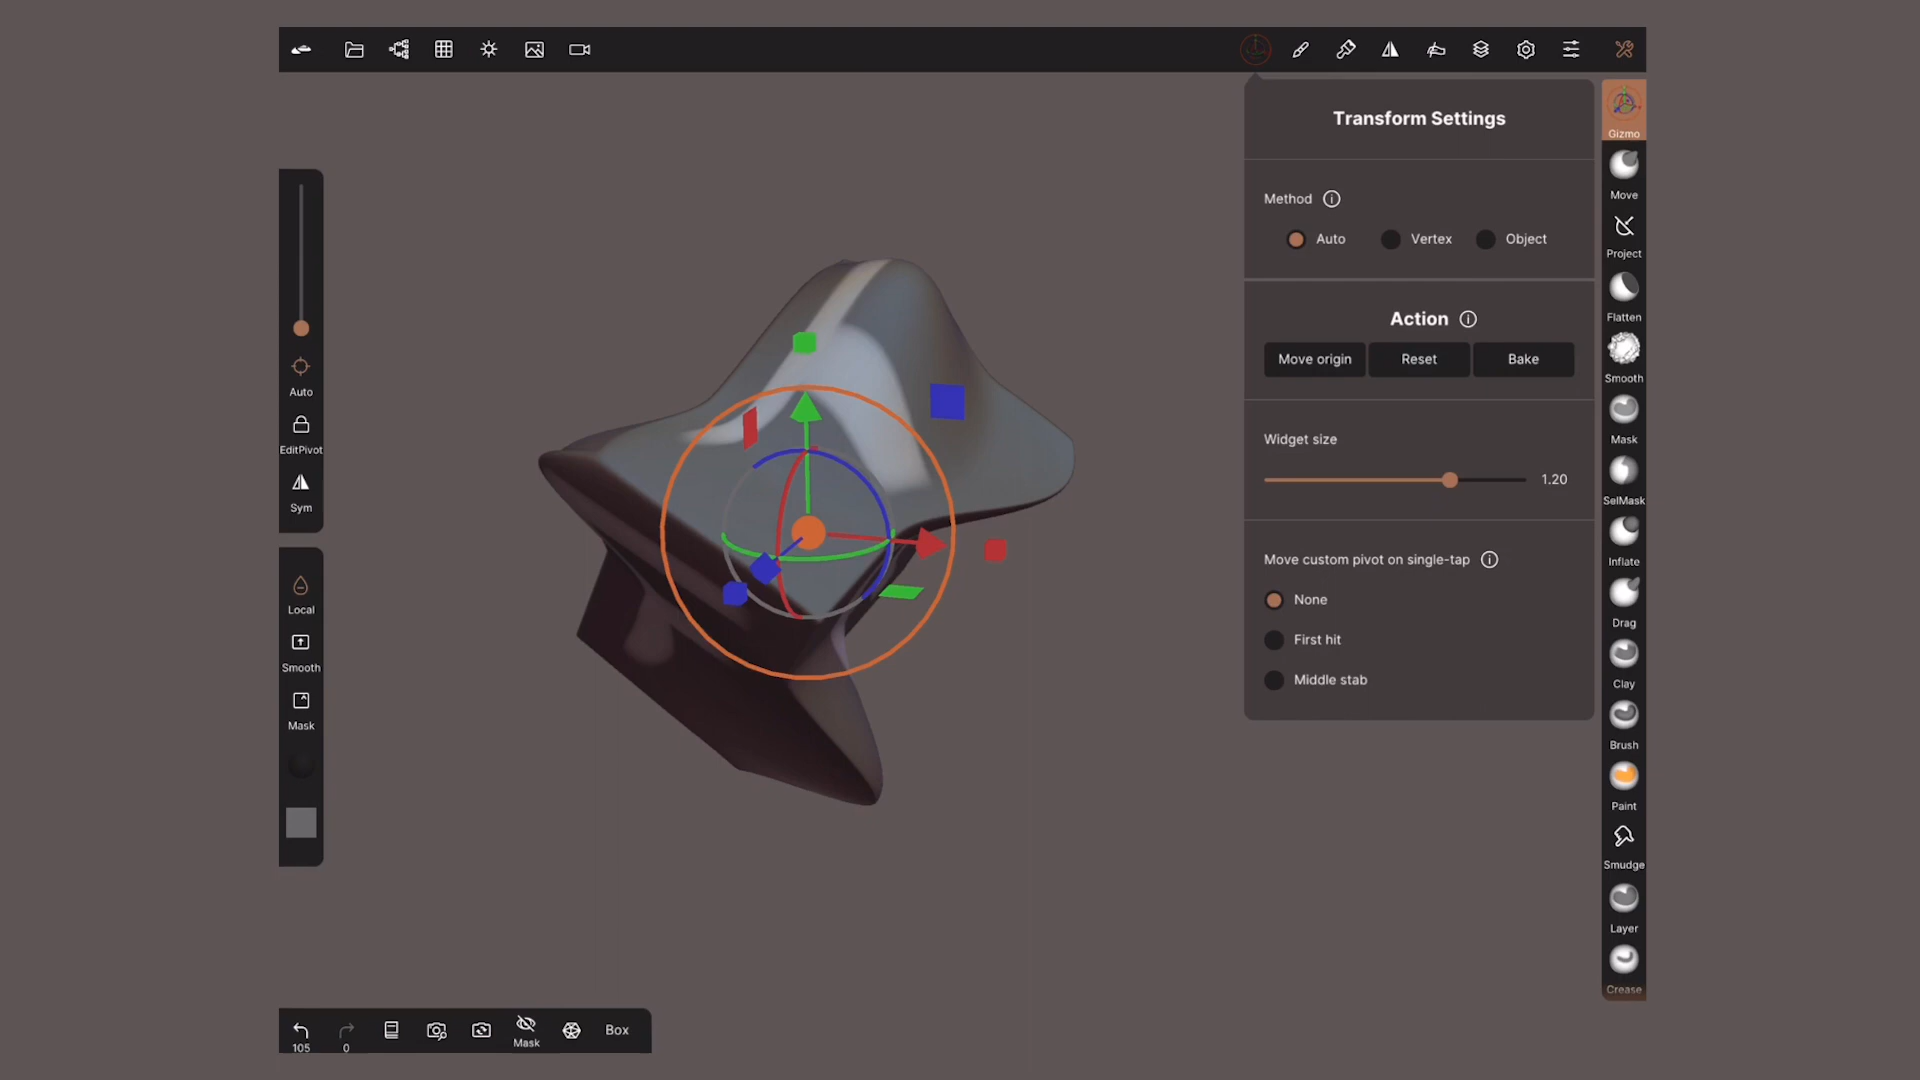 Transform Settings
Method
Auto
Vertex
Object
Action
Move origin
Reset
Bake
Widget size
1.20
Move custom pivot on single-tap
None
First hit
Middle stab
Auto
EditPivot
Sym
Local
Smooth
Mask
Gizmo
Move
Project
Flatten
Smooth
Mask
SelMask
Inflate
Drag
Clay
Brush
Paint
Smudge
Layer
Crease
105
0
Mask
Box